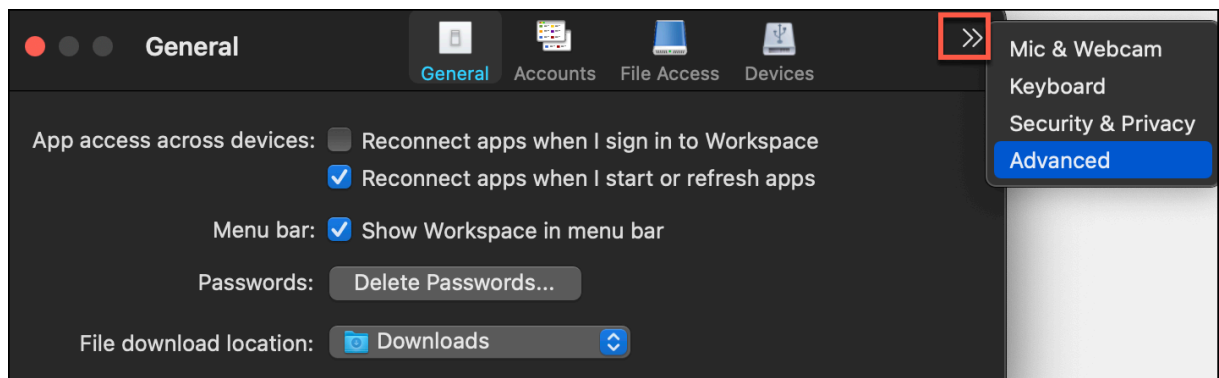 General
General Accounts File Access Devices
Mic & Webcam
Keyboard
Security & Privacy
Advanced
App access across devices: Reconnect apps when I sign in to Workspace
Reconnect apps when I start or refresh apps
Menu bar: Show Workspace in menu bar
Passwords: Delete Passwords...
File download location: Downloads